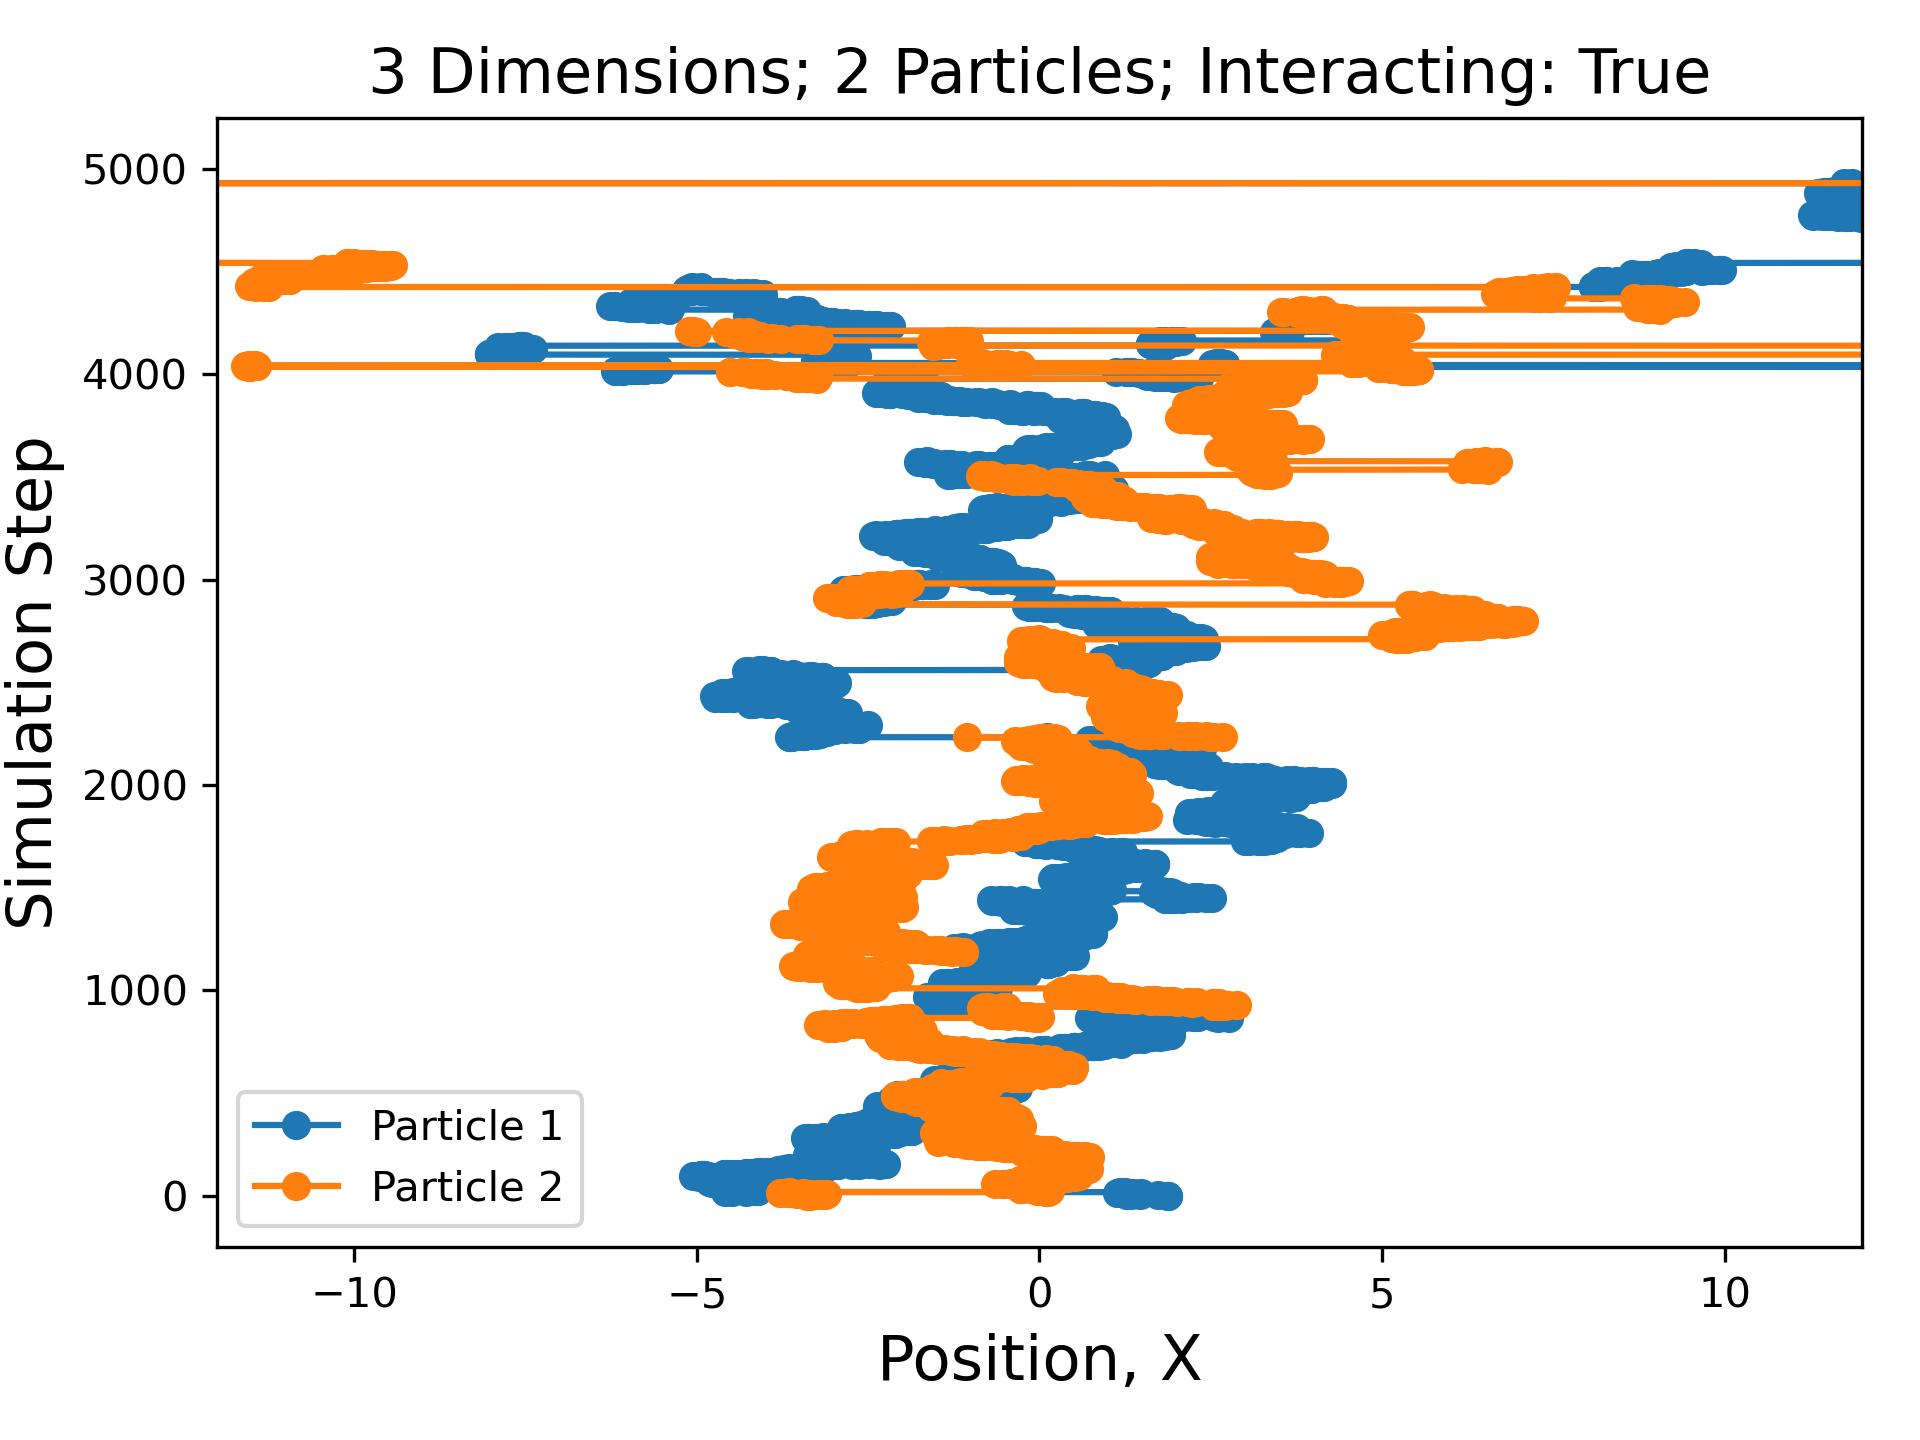 3 Dimensions; 2 Particles; Interacting: True
Simulation Step
5000
4000
3000
2000
1000
0
Particle 1
Particle 2
−10
−5
0
5
10
Position, X